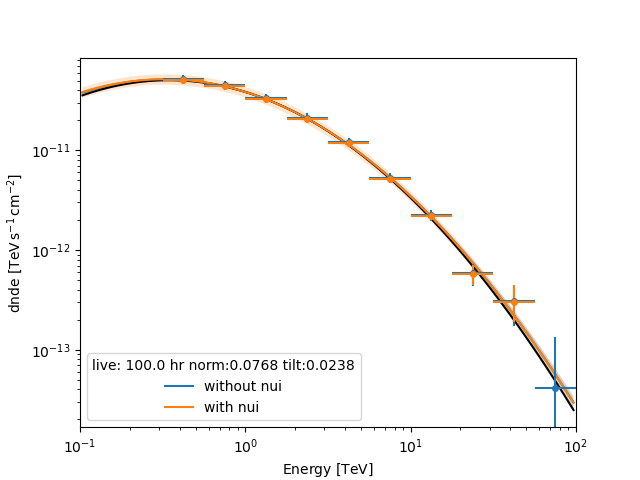 dnde [TeV s⁻¹ cm⁻²]
10⁻¹¹
10⁻¹²
10⁻¹³
live: 100.0 hr norm:0.0768 tilt:0.0238
without nui
with nui
10⁻¹ 10⁰ 10¹ 10²
Energy [TeV]